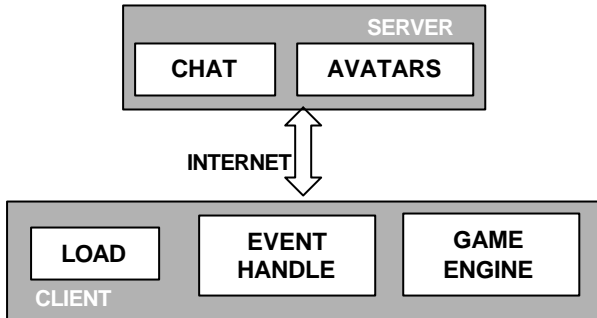 SERVER
CHAT
AVATARS
INTERNET
LOAD
EVENT
HANDLE
GAME
ENGINE
CLIENT